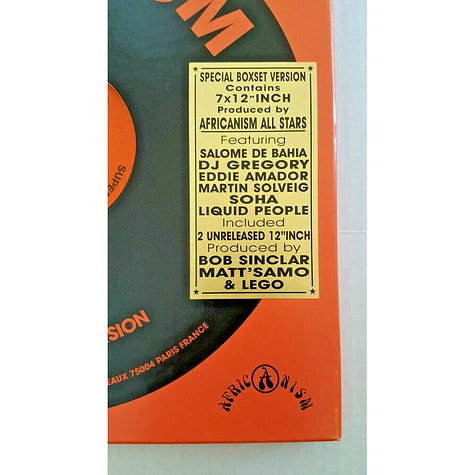 SM
SPECIAL BOXSET VERSION
Contains
7x12"INCH
Produced by
AFRICANISM ALL STARS
Featuring
SALOME DE BAHIA
DJ GREGORY
EDDIE AMADOR
MARTIN SOLVEIG
SOHA
LIQUID PEOPLE
Included
2 UNRELEASED 12"INCH
Produced by
BOB SINCLAR
MATT'SAMO
& LEGO
SUPE
SION
EAUX 75004 PARIS FRANCE
AFRICANISM